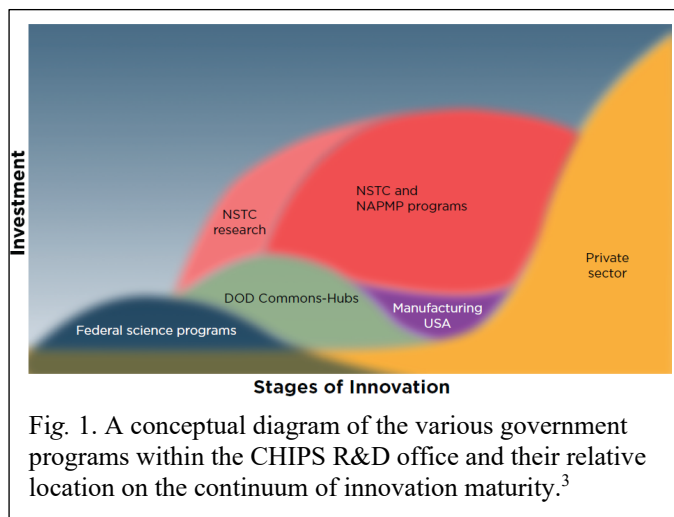 Investment
NSTC
research
NSTC and
NAPMP programs
Private
sector
DOD Commons-Hubs
Manufacturing
USA
Federal science programs
Stages of Innovation
Fig. 1. A conceptual diagram of the various government
programs within the CHIPS R&D office and their relative
location on the continuum of innovation maturity.³